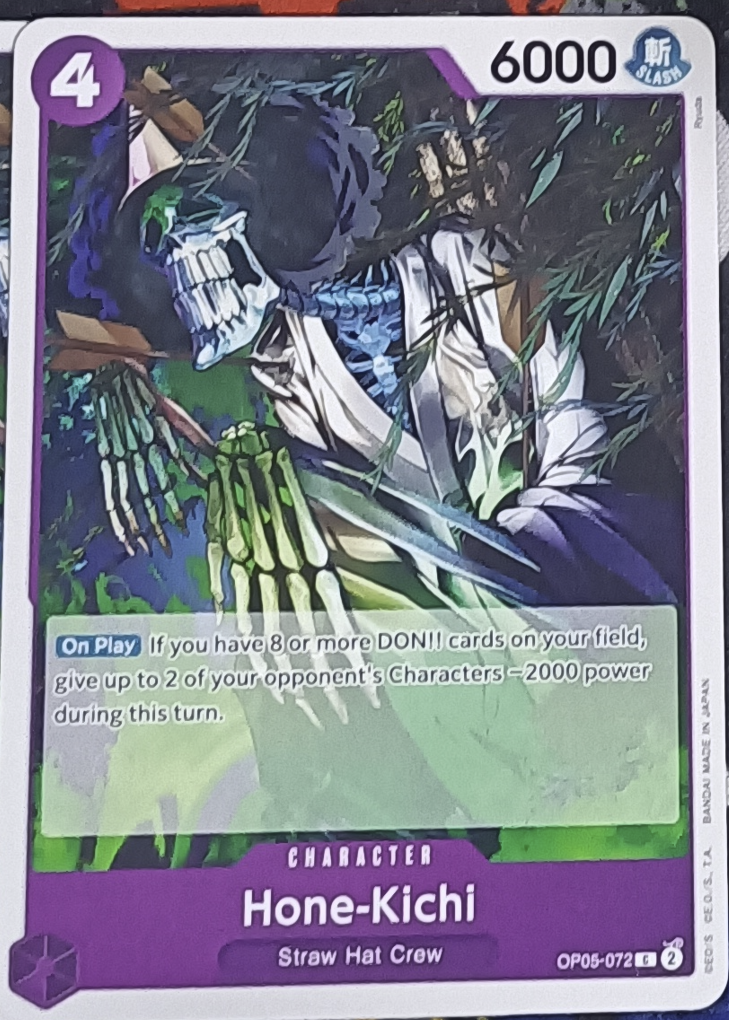 4
6000
斬
SLASH
Ryuda
On Play If you have 8 or more DON!! cards on your field,
give up to 2 of your opponent's Characters −2000 power
during this turn.
CHARACTER
Hone-Kichi
Straw Hat Crew
OP05-072 C 2
©EO/S ©E.O./S., T.A. BANDAI MADE IN JAPAN